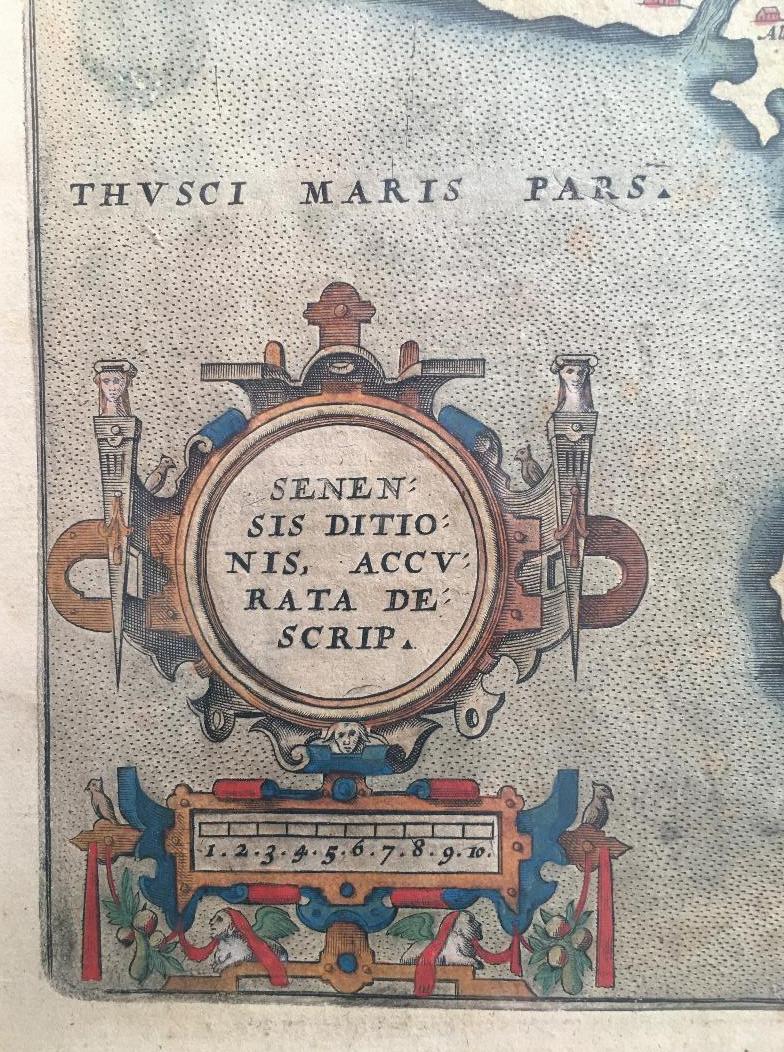 THVSCI MARIS PARS.
SENEN:
SIS DITIO:
NIS, ACCV:
RATA DE:
SCRIP.
1. 2. 3. 4. 5. 6. 7. 8. 9. 10.